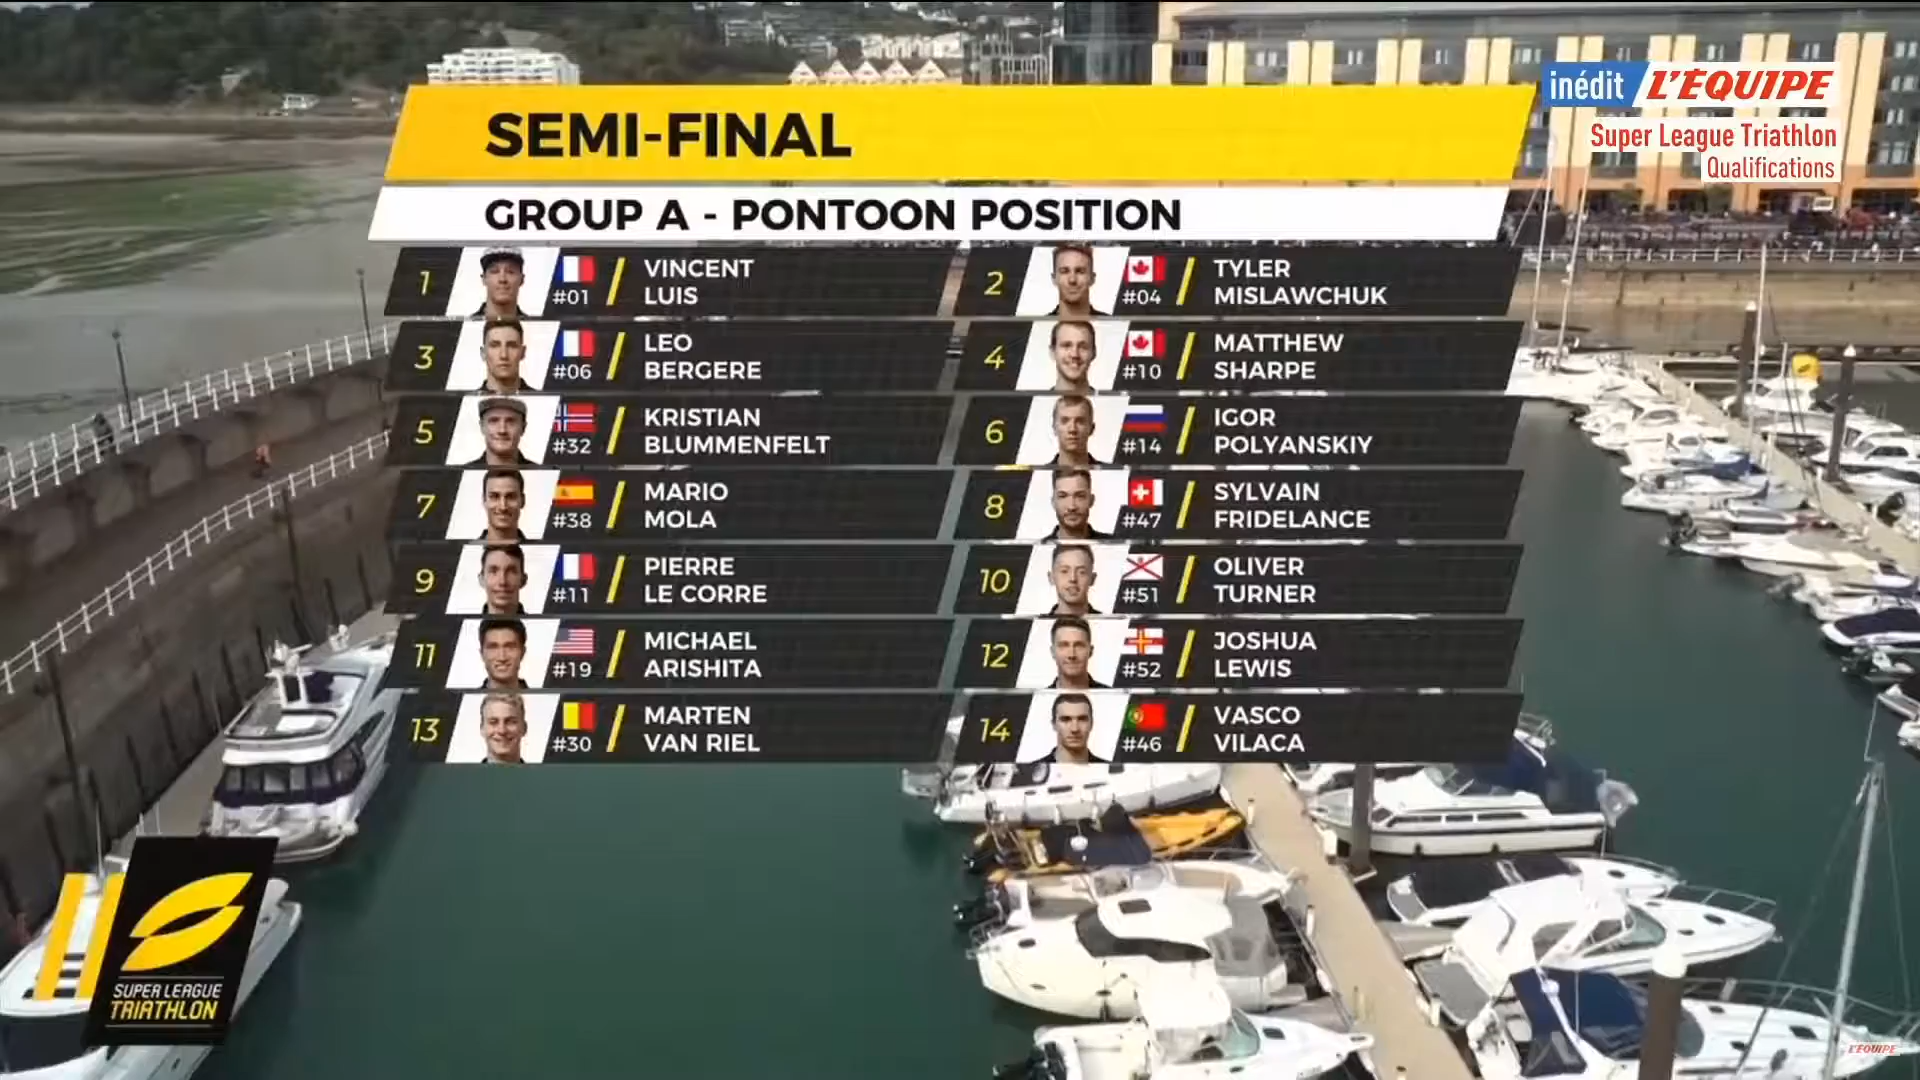 inédit L'ÉQUIPE
Super League Triathlon
Qualifications
SEMI-FINAL
GROUP A - PONTOON POSITION
1 #01 VINCENT LUIS
2 #04 TYLER MISLAWCHUK
3 #06 LEO BERGERE
4 #10 MATTHEW SHARPE
5 #32 KRISTIAN BLUMMENFELT
6 #14 IGOR POLYANSKIY
7 #38 MARIO MOLA
8 #47 SYLVAIN FRIDELANCE
9 #11 PIERRE LE CORRE
10 #51 OLIVER TURNER
11 #19 MICHAEL ARISHITA
12 #52 JOSHUA LEWIS
13 #30 MARTEN VAN RIEL
14 #46 VASCO VILACA
SUPER LEAGUE
TRIATHLON
L'ÉQUIPE